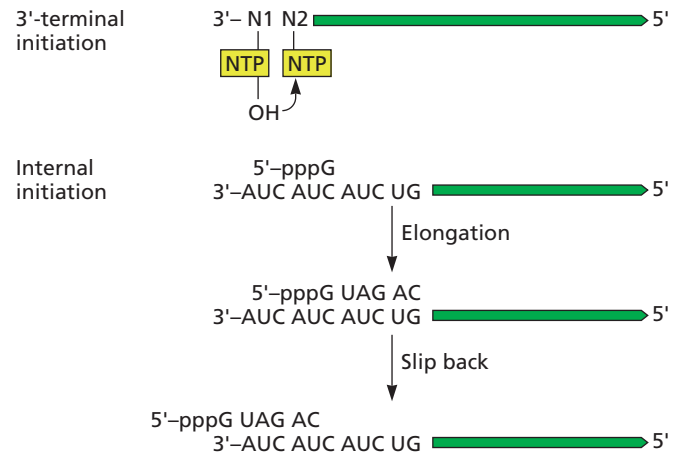 3'-terminal
initiation
3'– N1 N2 5'
NTP NTP
OH
Internal
initiation
5'–pppG
3'–AUC AUC AUC UG 5'
Elongation
5'–pppG UAG AC
3'–AUC AUC AUC UG 5'
Slip back
5'–pppG UAG AC
3'–AUC AUC AUC UG 5'